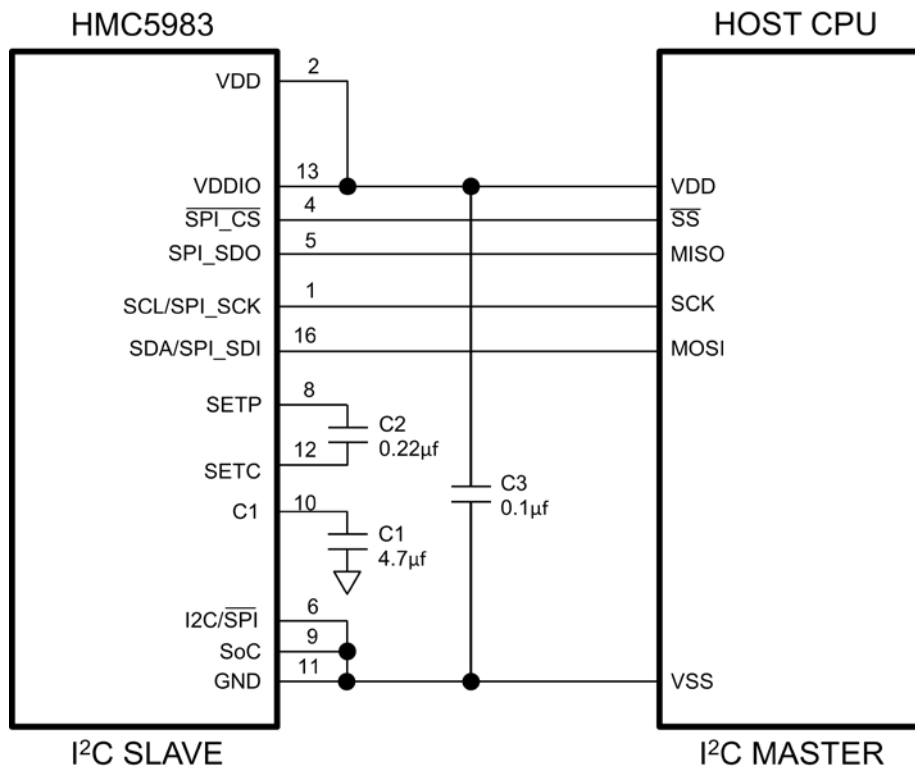 HMC5983
HOST CPU
VDD 2
VDDIO 13 VDD
SPI_CS 4 SS
SPI_SDO 5 MISO
SCL/SPI_SCK 1 SCK
SDA/SPI_SDI 16 MOSI
SETP 8
C2
0.22µf
SETC 12
C3
0.1µf
C1 10
C1
4.7µf
I2C/SPI 6
SoC 9
GND 11 VSS
I²C SLAVE
I²C MASTER